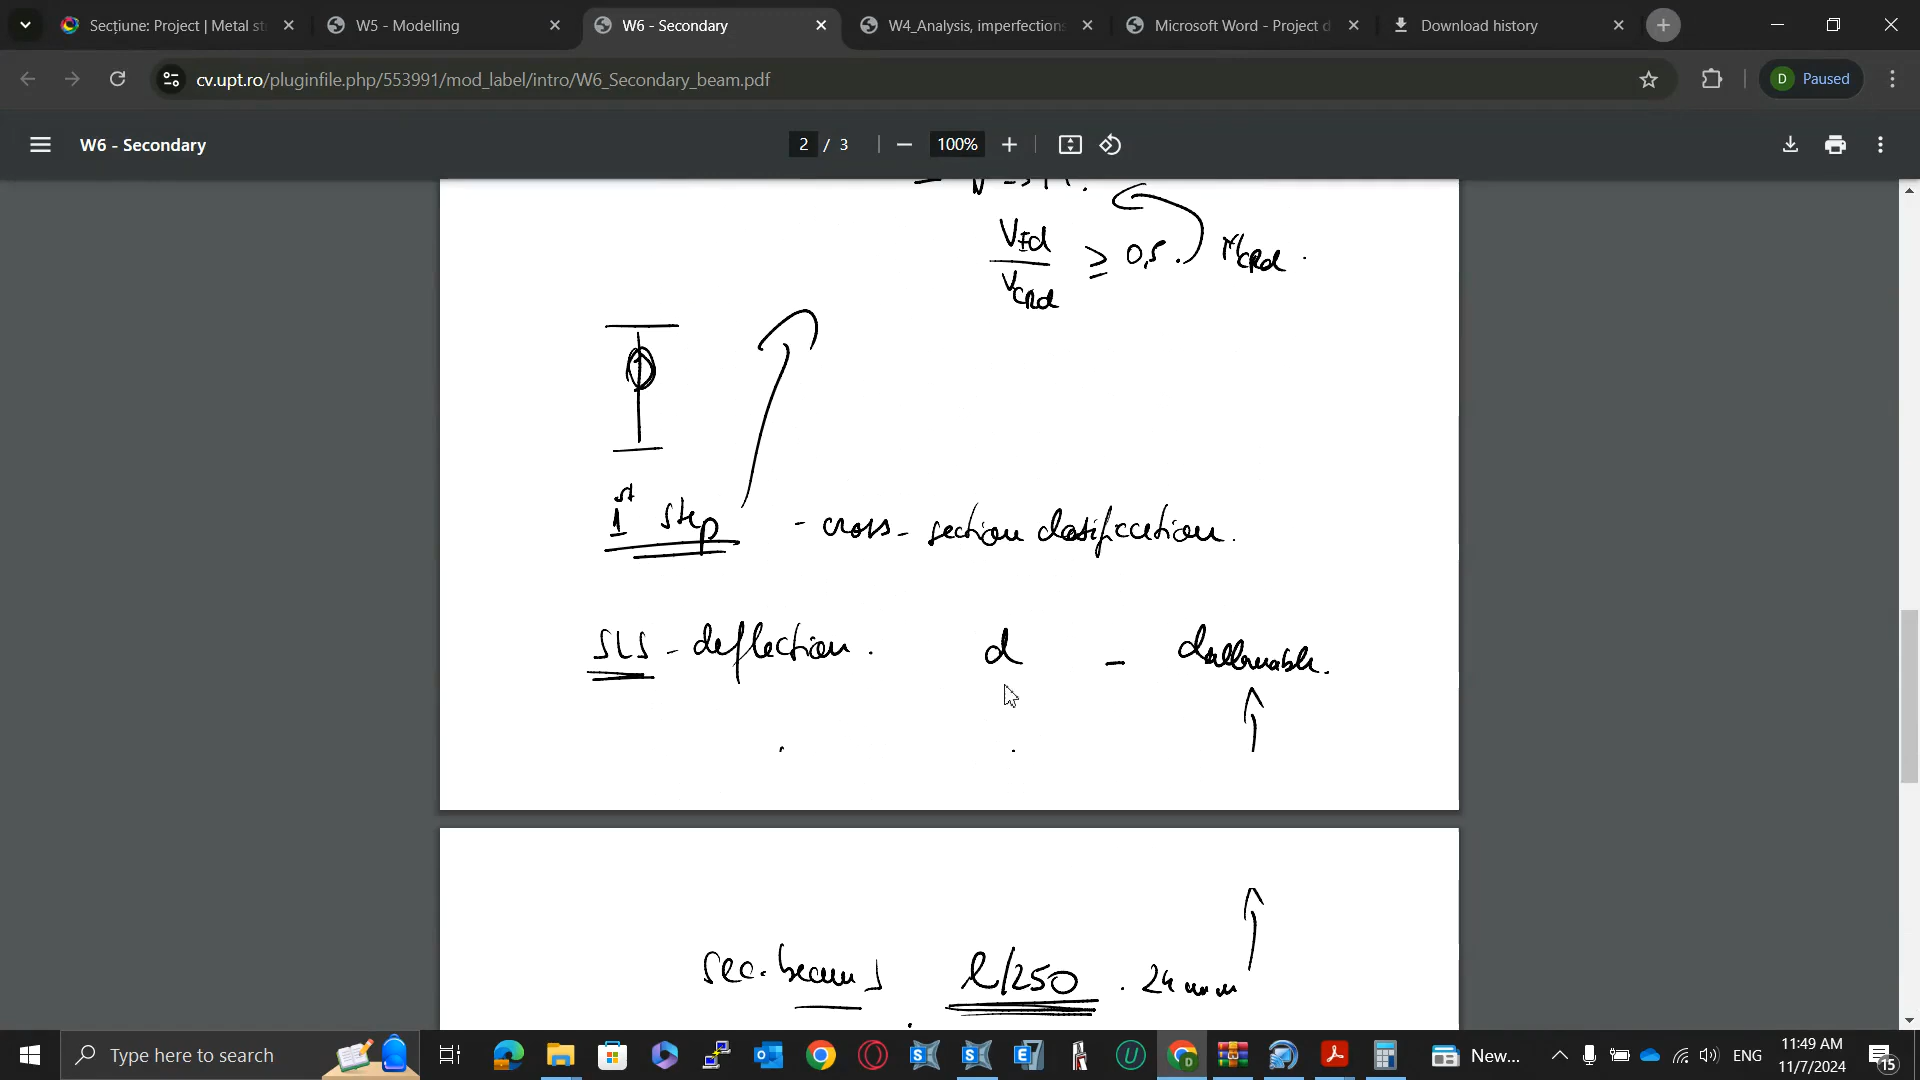 Secțiune: Project | Metal st
W5 - Modelling
W6 - Secondary
W4_Analysis, imperfections
Microsoft Word - Project d
Download history
cv.upt.ro/pluginfile.php/553991/mod_label/intro/W6_Secondary_beam.pdf
D Paused
W6 - Secondary
2 / 3
100%
VEd
≥ 0,5.
McRd.
VcRd
1st step - cross-section clasification.
SLS - deflection. d - dallowable.
sec. beams l/250 . 24 mm
Type here to search
New...
ENG
11:49 AM
11/7/2024
15